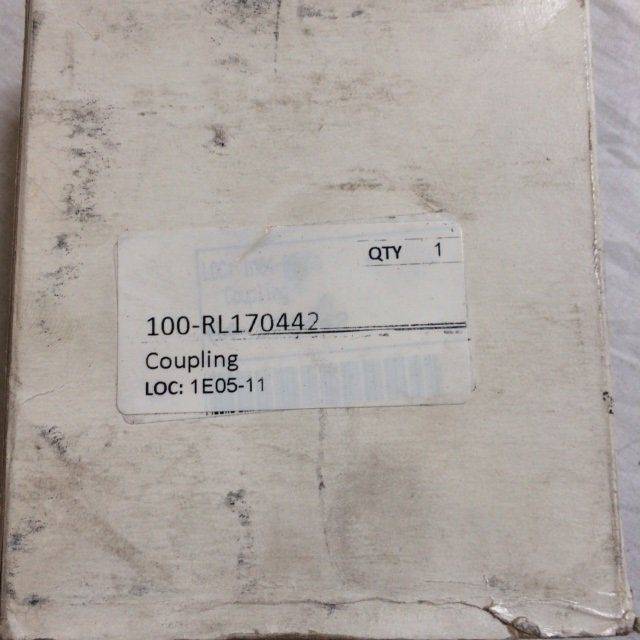 QTY 1
100-RL170442
Coupling
LOC: 1E05-11